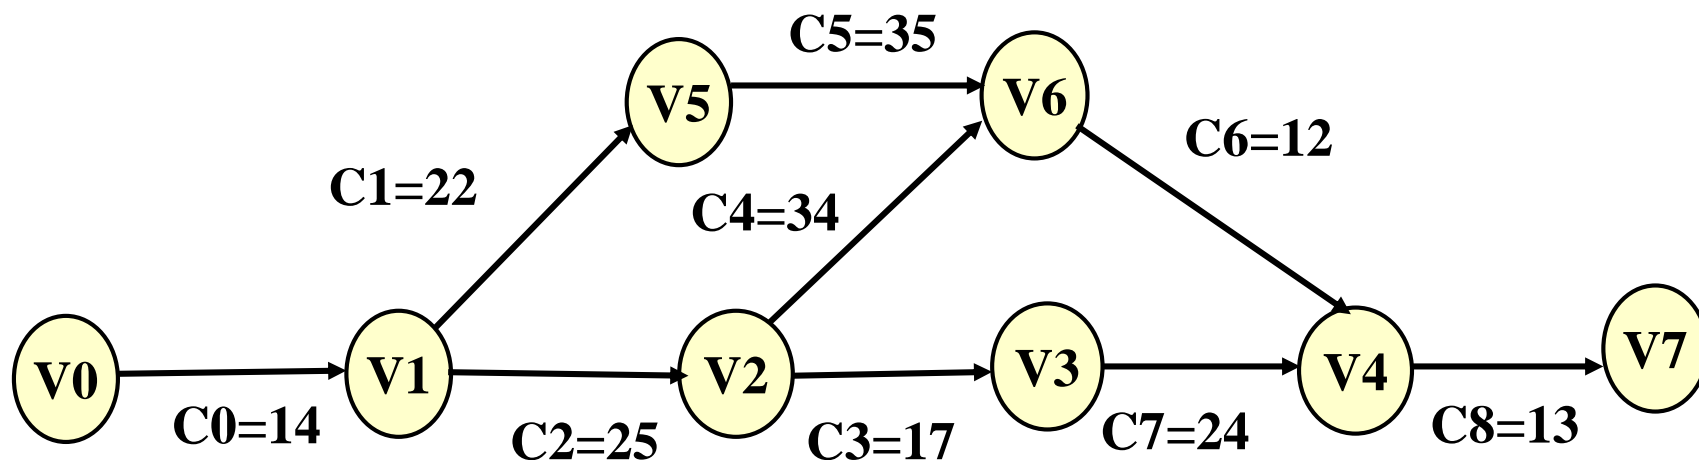 C5=35
V5
V6
C6=12
C1=22
C4=34
V0
V1
V2
V3
V4
V7
C0=14
C2=25
C3=17
C7=24
C8=13